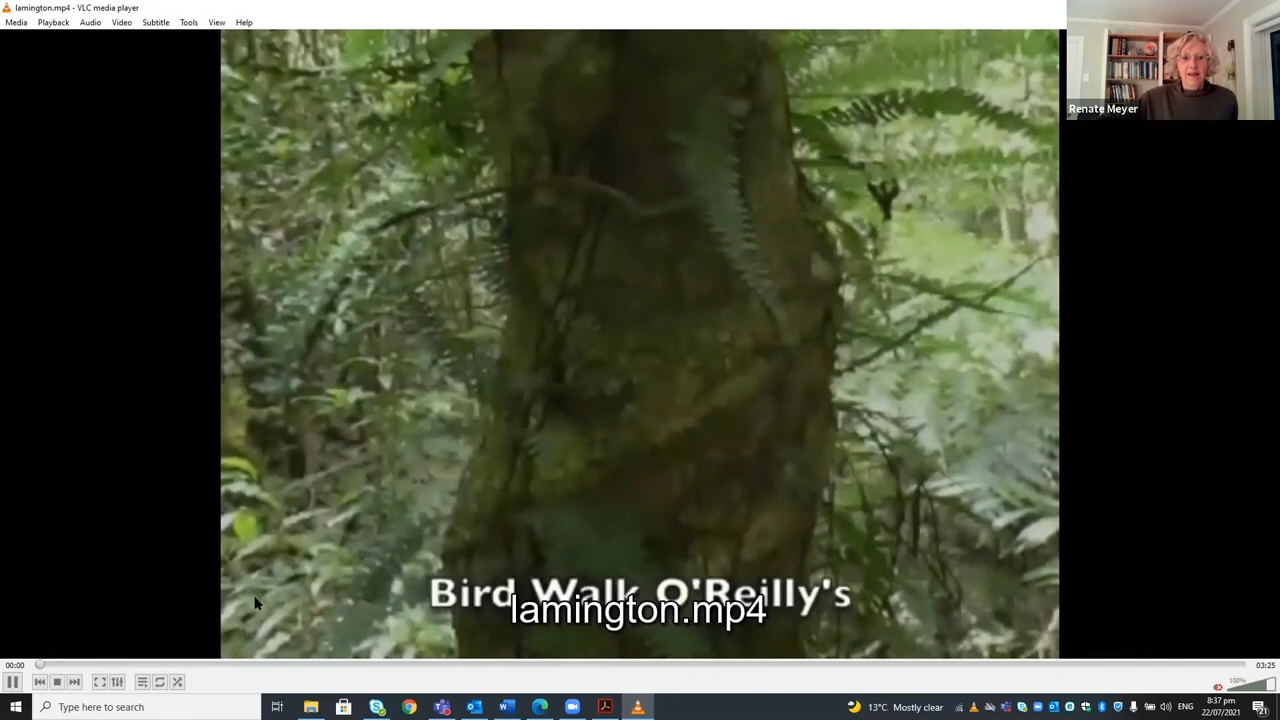 lamington.mp4 - VLC media player
Media Playback Audio Video Subtitle Tools View Help
Renate Meyer
Bird Walk O'Reilly's
lamington.mp4
00:00
03:25
100%
Type here to search
13°C Mostly clear
ENG
8:37 pm
22/07/2021
21